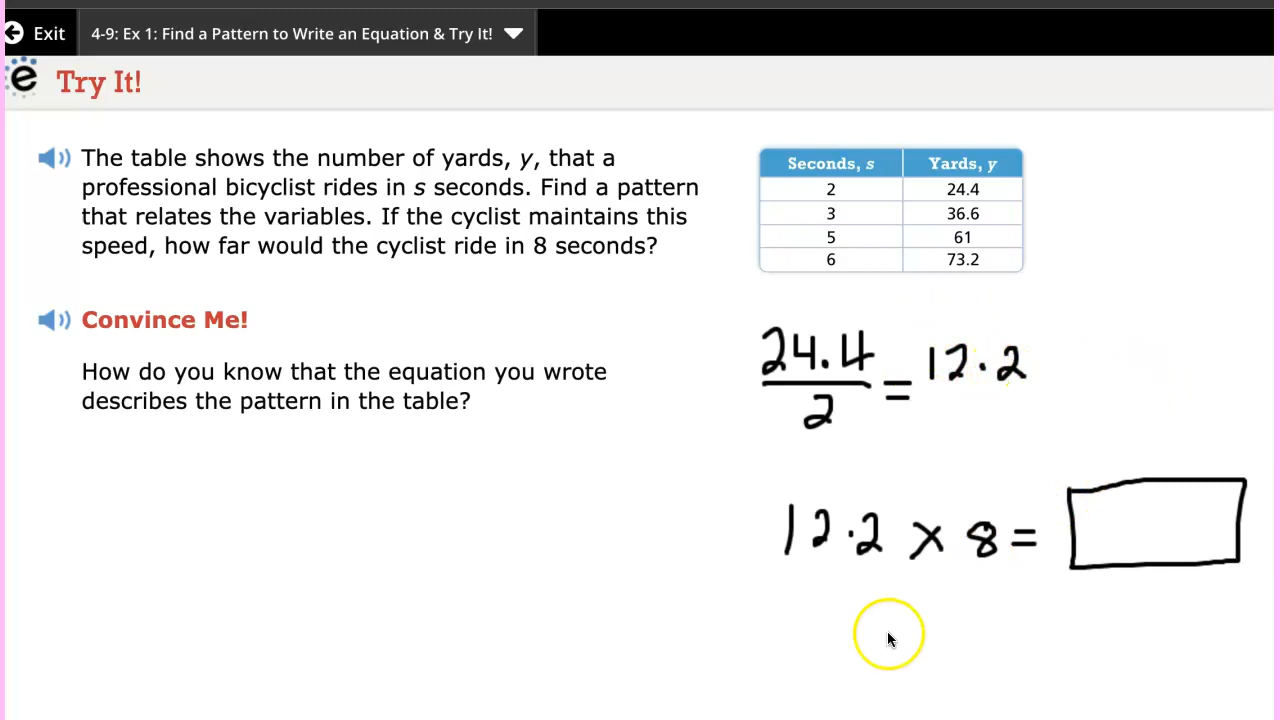 Exit
4-9: Ex 1: Find a Pattern to Write an Equation & Try It!
e
Try It!
The table shows the number of yards, y, that a
professional bicyclist rides in s seconds. Find a pattern
that relates the variables. If the cyclist maintains this
speed, how far would the cyclist ride in 8 seconds?
Convince Me!
How do you know that the equation you wrote
describes the pattern in the table?
Seconds, s Yards, y
2 24.4
3 36.6
5 61
6 73.2
24.4
2
= 12.2
12.2 x 8 =